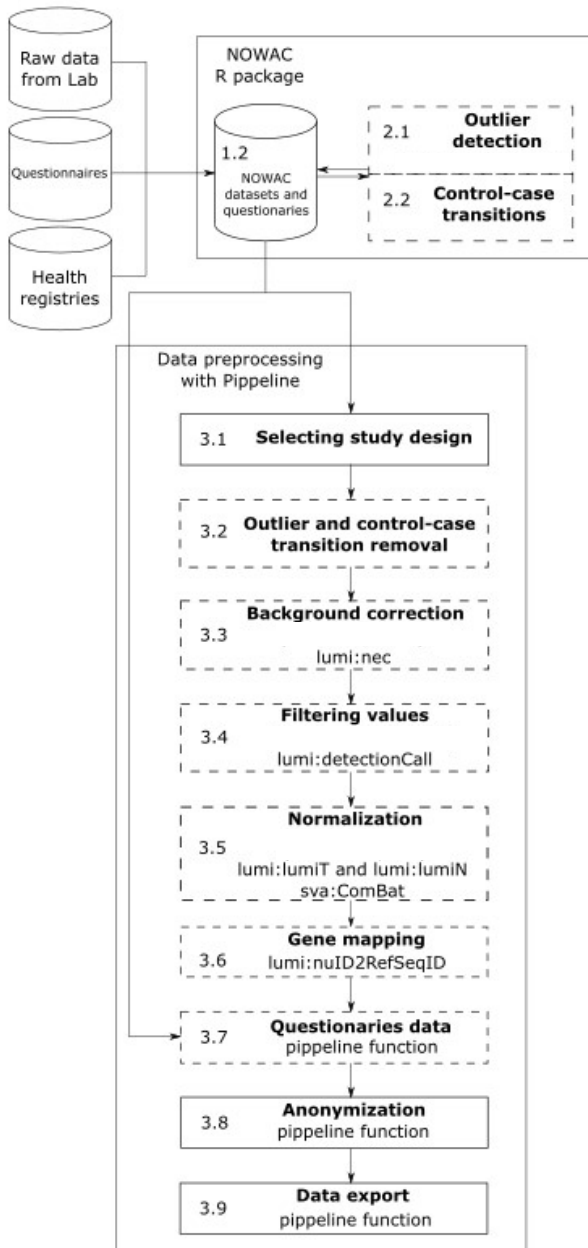 Raw data
from Lab
Questionnaires
Health
registries
NOWAC
R package
1.2
NOWAC
datasets and
questionaries
2.1
Outlier
detection
2.2
Control-case
transitions
Data preprocessing
with Pippeline
3.1
Selecting study design
3.2
Outlier and control-case
transition removal
3.3
Background correction
lumi:nec
3.4
Filtering values
lumi:detectionCall
3.5
Normalization
lumi:lumiT and lumi:lumiN
sva:ComBat
3.6
Gene mapping
lumi:nuID2RefSeqID
3.7
Questionaries data
pippeline function
3.8
Anonymization
pippeline function
3.9
Data export
pippeline function